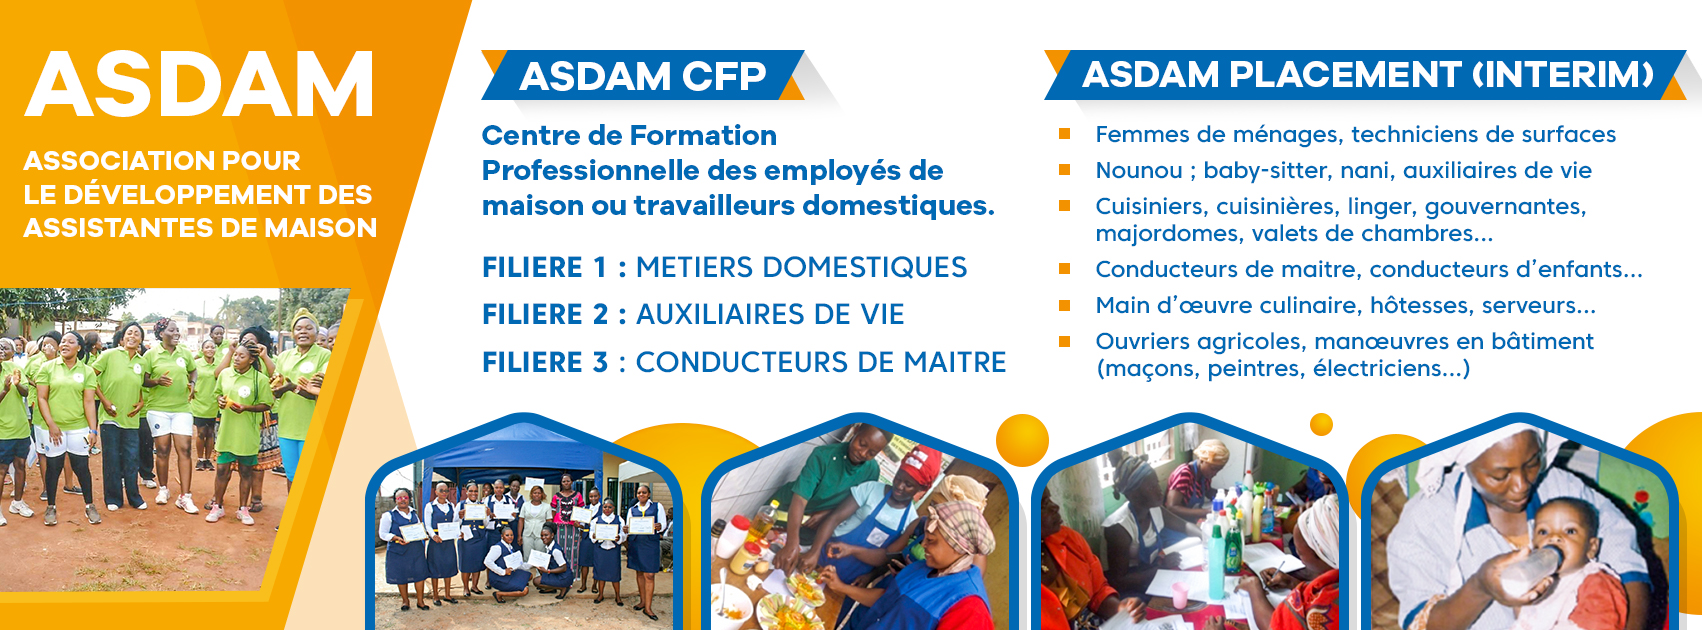 ASDAM
ASSOCIATION POUR
LE DÉVELOPPEMENT DES
ASSISTANTES DE MAISON
ASDAM CFP
Centre de Formation
Professionnelle des employés de
maison ou travailleurs domestiques.
FILIERE 1 : METIERS DOMESTIQUES
FILIERE 2 : AUXILIAIRES DE VIE
FILIERE 3 : CONDUCTEURS DE MAITRE
ASDAM PLACEMENT (INTERIM)
Femmes de ménages, techniciens de surfaces
Nounou ; baby-sitter, nani, auxiliaires de vie
Cuisiniers, cuisinières, linger, gouvernantes,
majordomes, valets de chambres...
Conducteurs de maitre, conducteurs d'enfants...
Main d'œuvre culinaire, hôtesses, serveurs...
Ouvriers agricoles, manœuvres en bâtiment
(maçons, peintres, électriciens...)